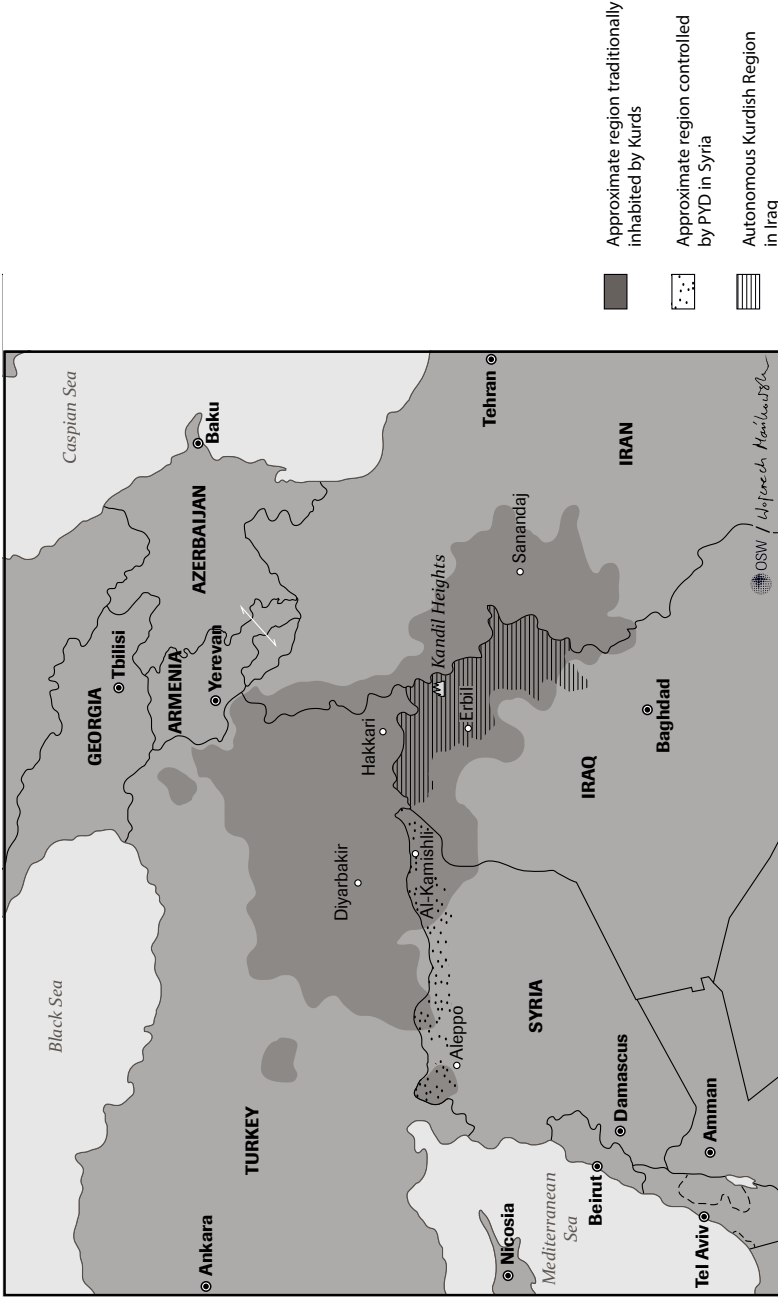 Black Sea
Caspian Sea
GEORGIA
Tbilisi
ARMENIA
Yerevan
AZERBAIJAN
Baku
Ankara
TURKEY
Diyarbakir
Hakkari
Al-Kamishli
Kandil Heights
Erbil
Sanandaj
Tehran
IRAN
Nicosia
Mediterranean
Sea
Aleppo
SYRIA
IRAQ
Baghdad
Beirut
Damascus
Tel Aviv
Amman
OSW / Wojciech Mańkowski
Approximate region traditionally
inhabited by Kurds
Approximate region controlled
by PYD in Syria
Autonomous Kurdish Region
in Iraq